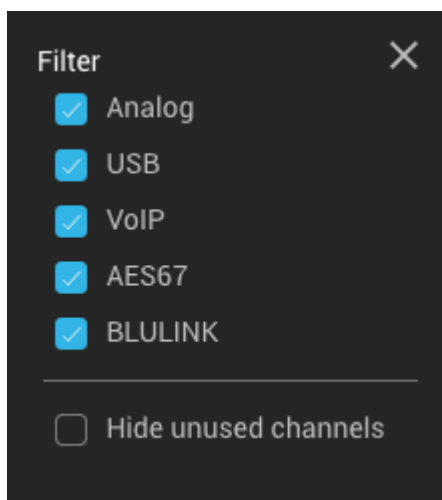 Filter
Analog
USB
VoIP
AES67
BLULINK
Hide unused channels